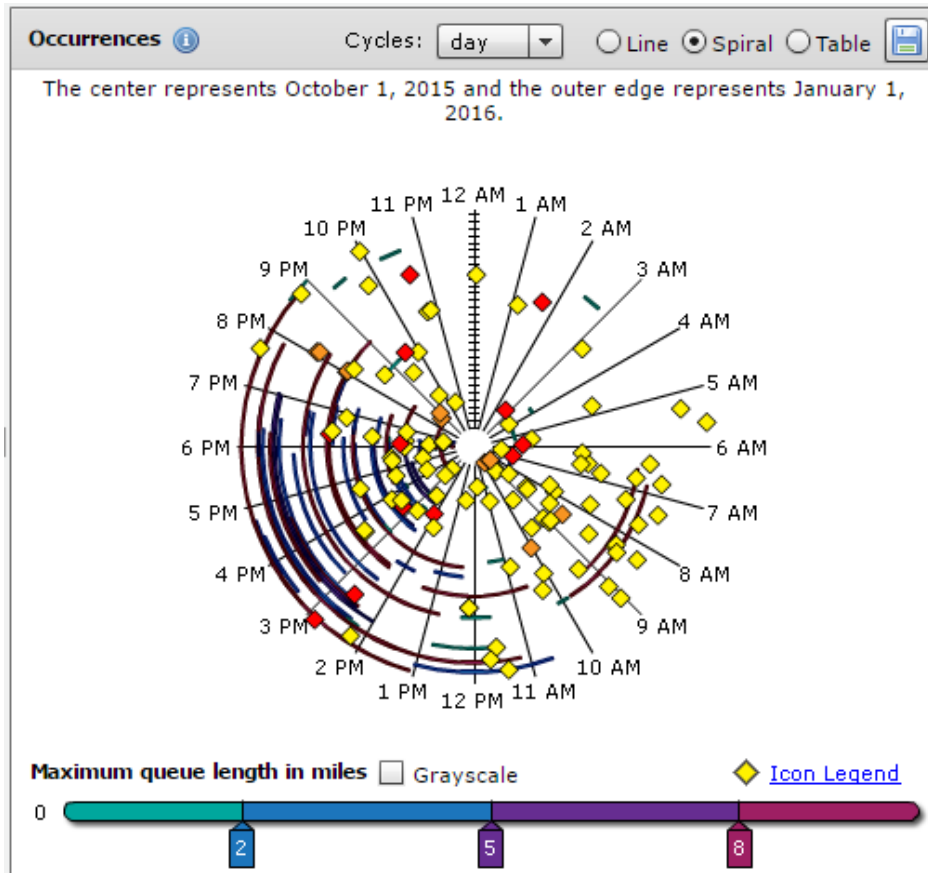 Occurrences i Cycles: day Line Spiral Table
The center represents October 1, 2015 and the outer edge represents January 1,
2016.
12 AM
11 PM 1 AM
10 PM 2 AM
9 PM 3 AM
8 PM 4 AM
7 PM 5 AM
6 PM 6 AM
5 PM 7 AM
4 PM 8 AM
3 PM 9 AM
2 PM 10 AM
1 PM 12 PM 11 AM
Maximum queue length in miles Grayscale Icon Legend
0
2 5 8